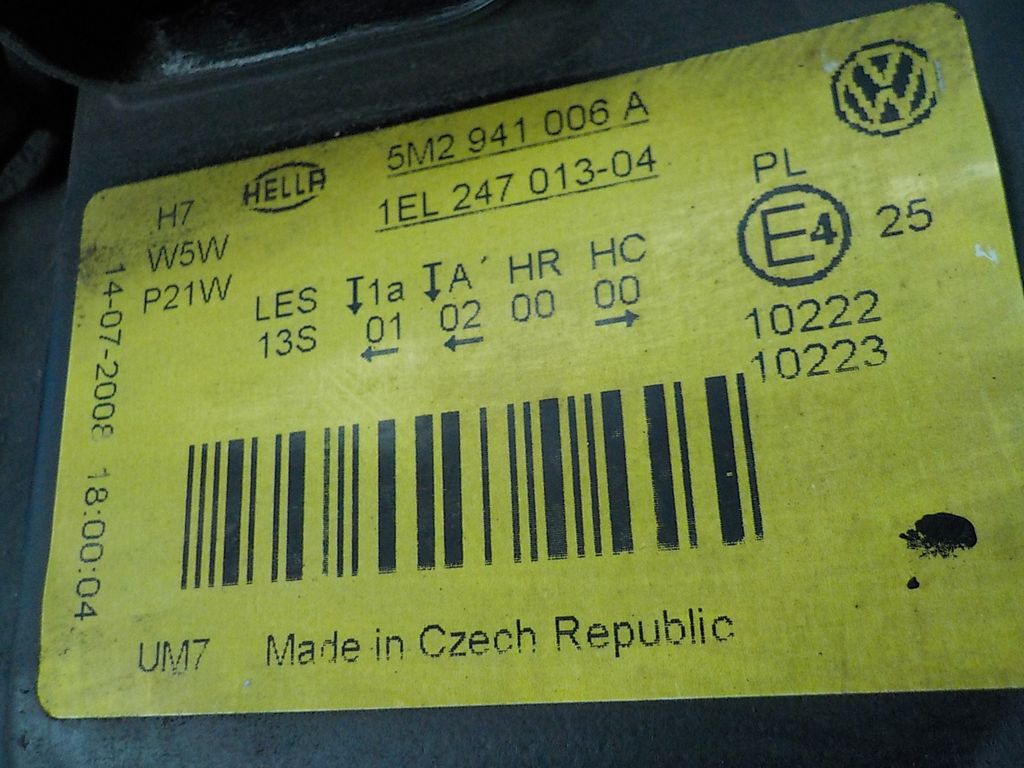 5M2 941 006 A
HELLA
1EL 247 013-04
H7
W5W
P21W
PL
E4 25
LES 1a A´ HR HC
13S 01 02 00 00
← ← →
10222
10223
14-07-2008 18:00:04
UM7 Made in Czech Republic